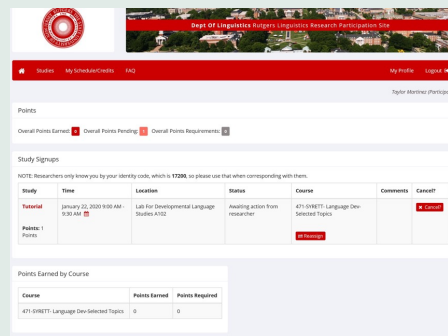 Dept Of Linguistics Rutgers Linguistics Research Participation Site
Studies My Schedule/Credits FAQ My Profile Logout
Taylor Martinez (Particip
Points
Overall Points Earned: 0 Overall Points Pending: 1 Overall Points Requirements: 0
Study Signups
NOTE: Researchers only know you by your identity code, which is 17200, so please use that when corresponding with them.
Study Time Location Status Course Comments Cancel?
Tutorial January 22, 2020 9:00 AM - Lab For Developmental Language Awaiting action from 471-SYRETT- Language Dev- Cancel?
9:30 AM Studies A102 researcher Selected Topics
Points: 1
Points Reassign
Points Earned by Course
Course Points Earned Points Required
471-SYRETT- Language Dev-Selected Topics 0 0